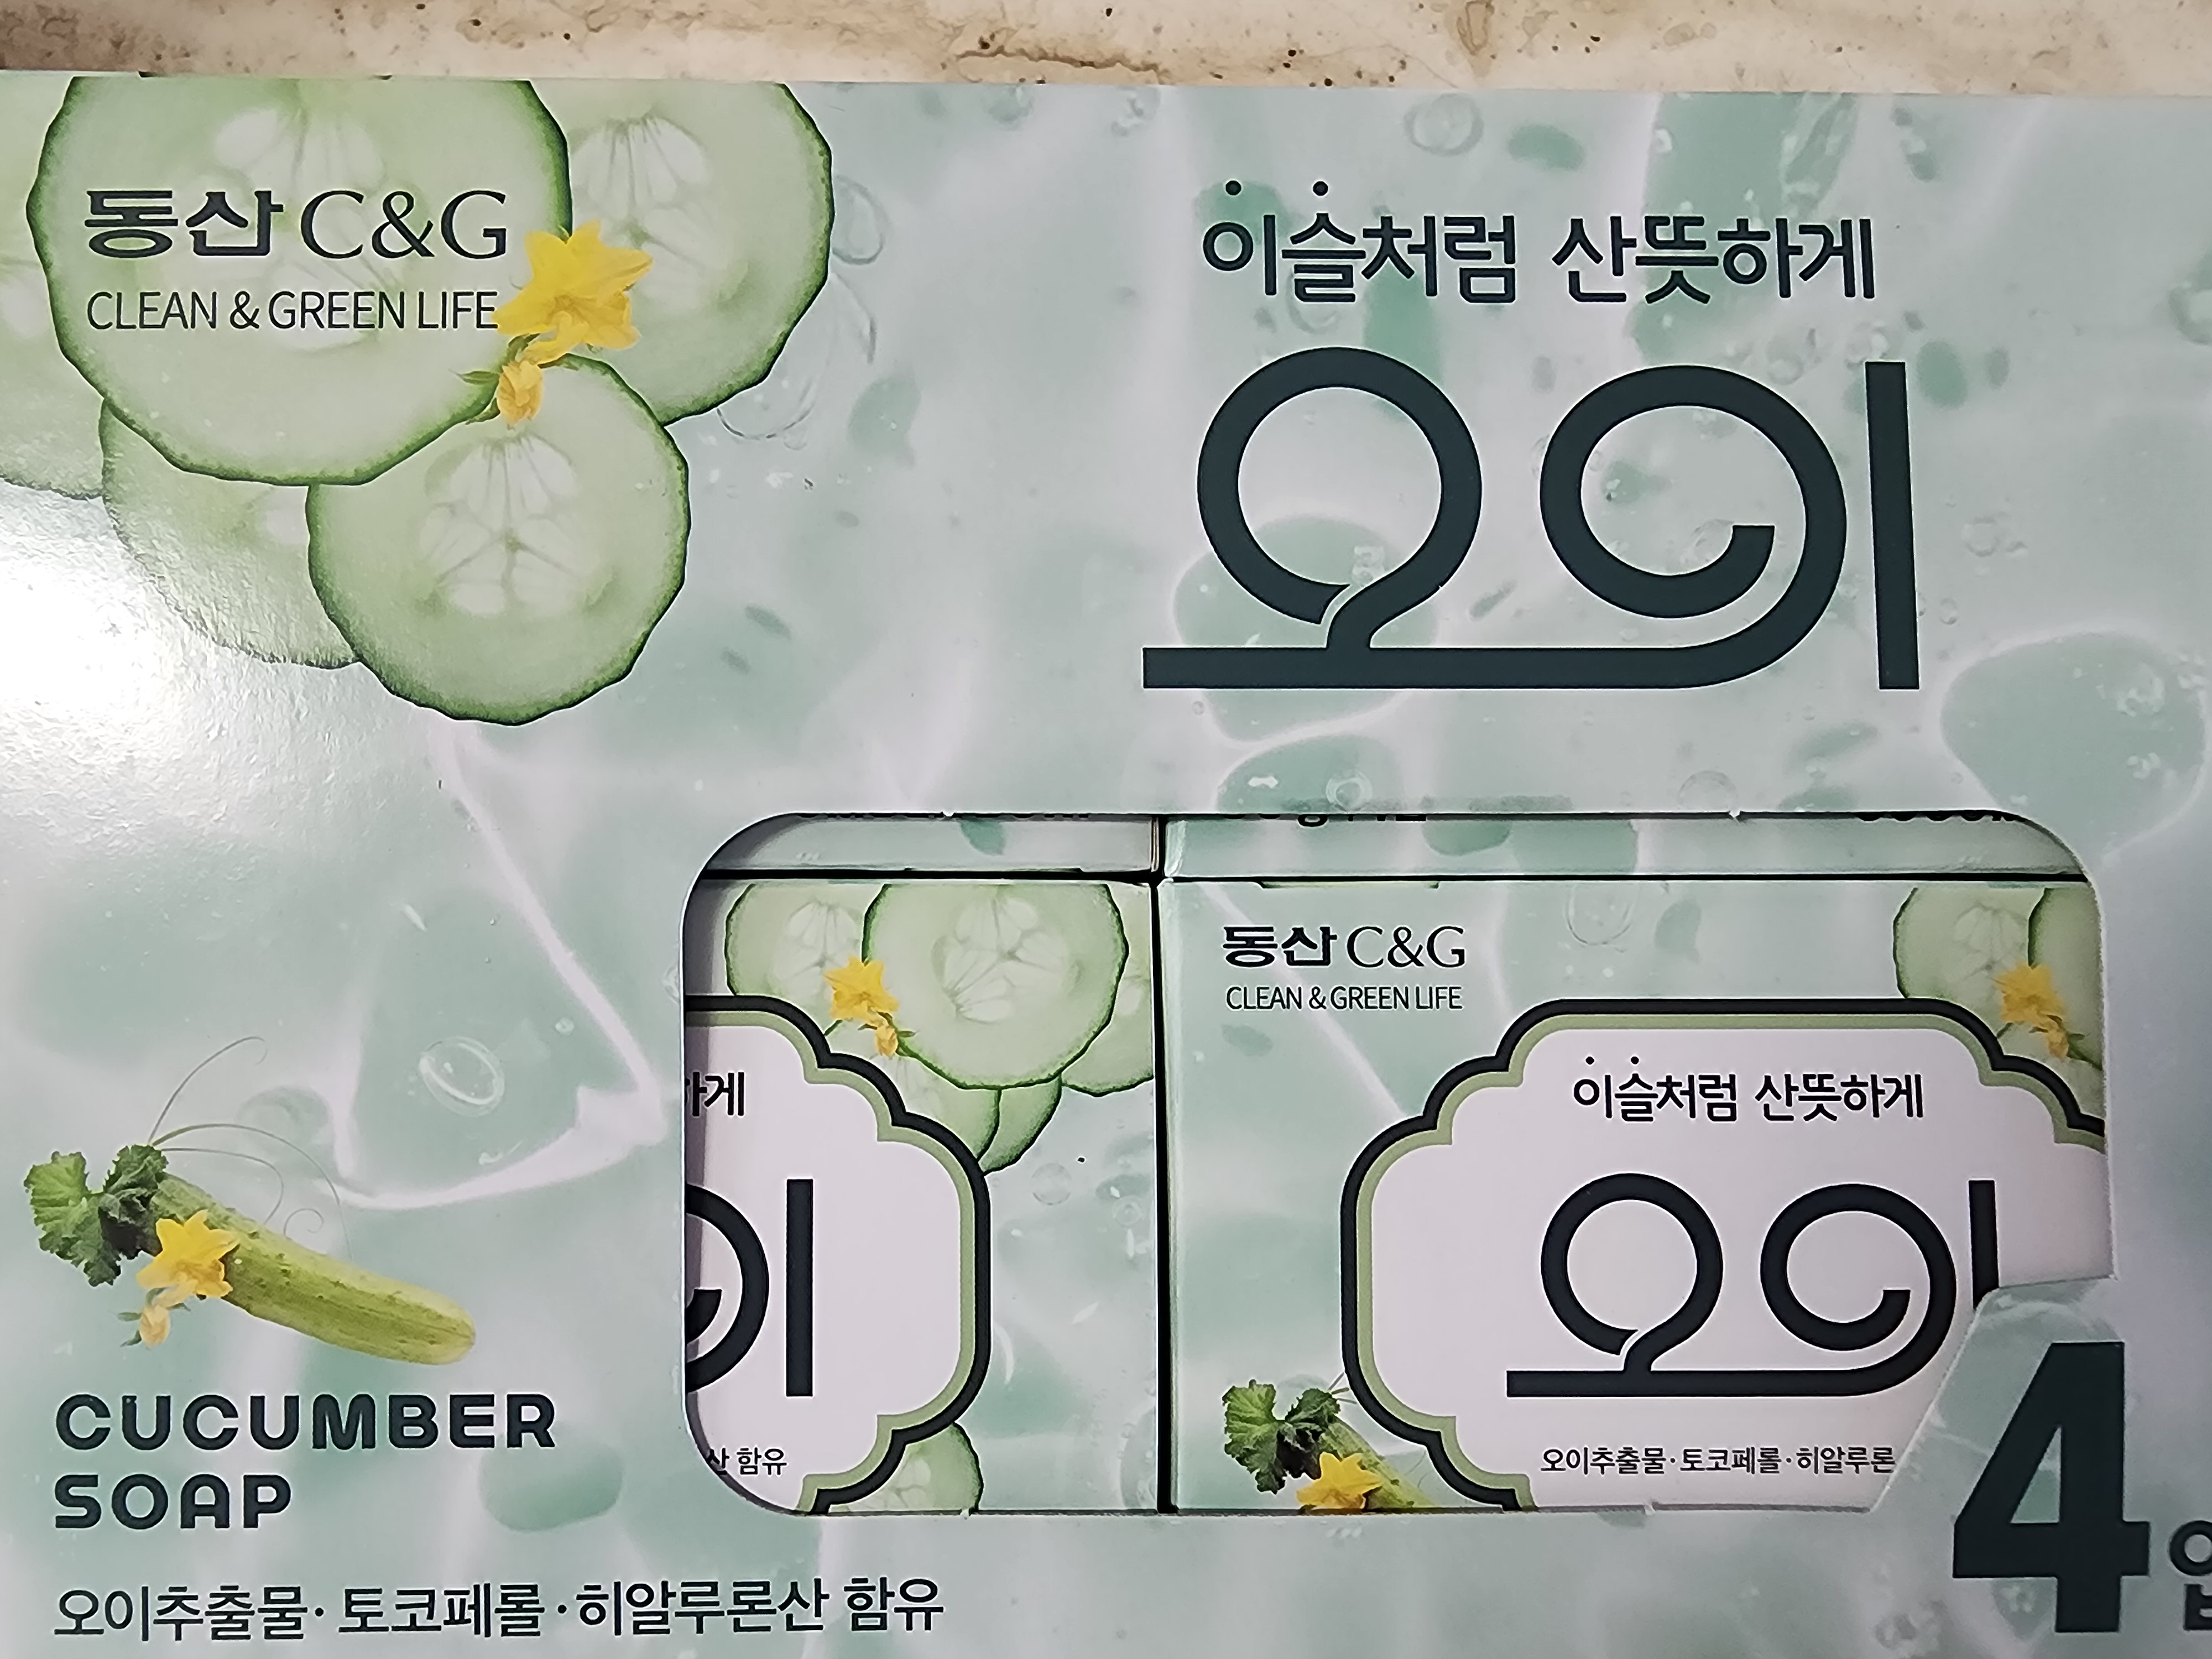 동산 C&G
CLEAN & GREEN LIFE
이슬처럼 산뜻하게
오이
동산 C&G
CLEAN & GREEN LIFE
하게
이슬처럼 산뜻하게
이
오이
산 함유
오이추출물·토코페롤·히알루론
CUCUMBER
SOAP
4입
오이추출물·토코페롤·히알루론산 함유